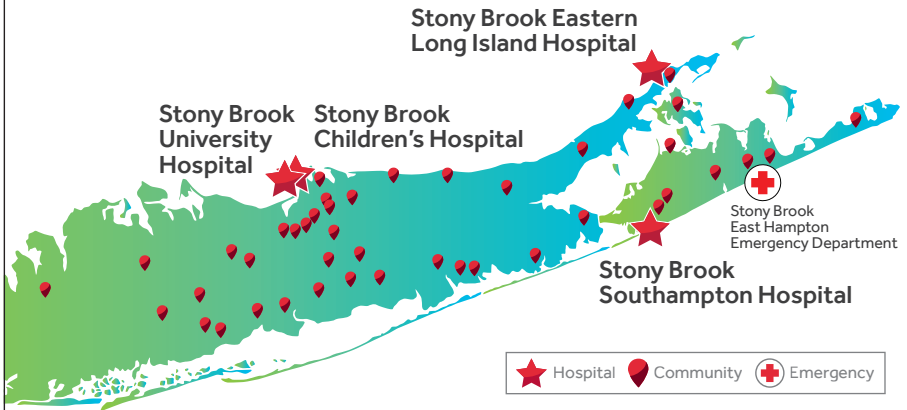 Stony Brook Eastern
Long Island Hospital
Stony Brook
University
Hospital
Stony Brook
Children’s Hospital
Stony Brook
East Hampton
Emergency Department
Stony Brook
Southampton Hospital
Hospital
Community
Emergency